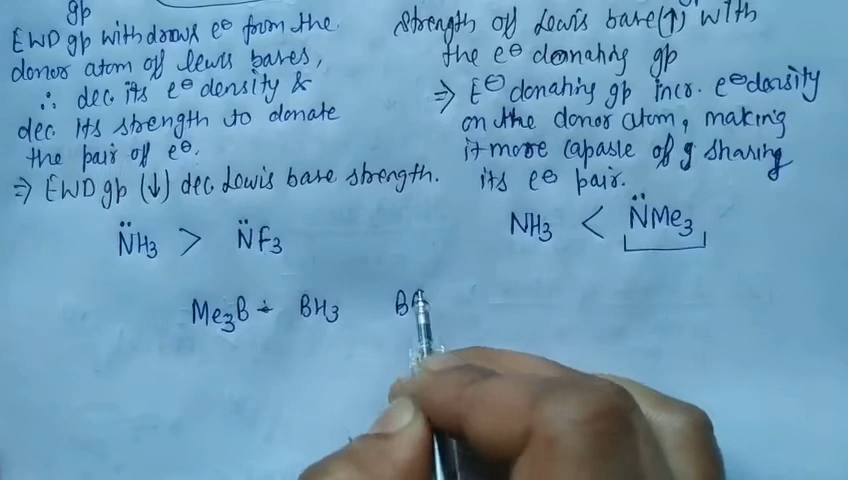 gp
EWD gp withdraws e⊖ from the
donor atom of lewis bases,
∴ dec. its e⊖ density &
dec its strength to donate
the pair of e⊖.
⇒ EWD gp (↓) dec Lewis base strength.
N̈H3 > N̈F3
Strength of Lewis base(↑) with
the e⊖ donating gp
⇒ E⊖ donating gp incr. e⊖ density
on the donor atom, making
it more capable of sharing
its e⊖ pair.
NH3 < N̈Me3
Me3B BH3 B